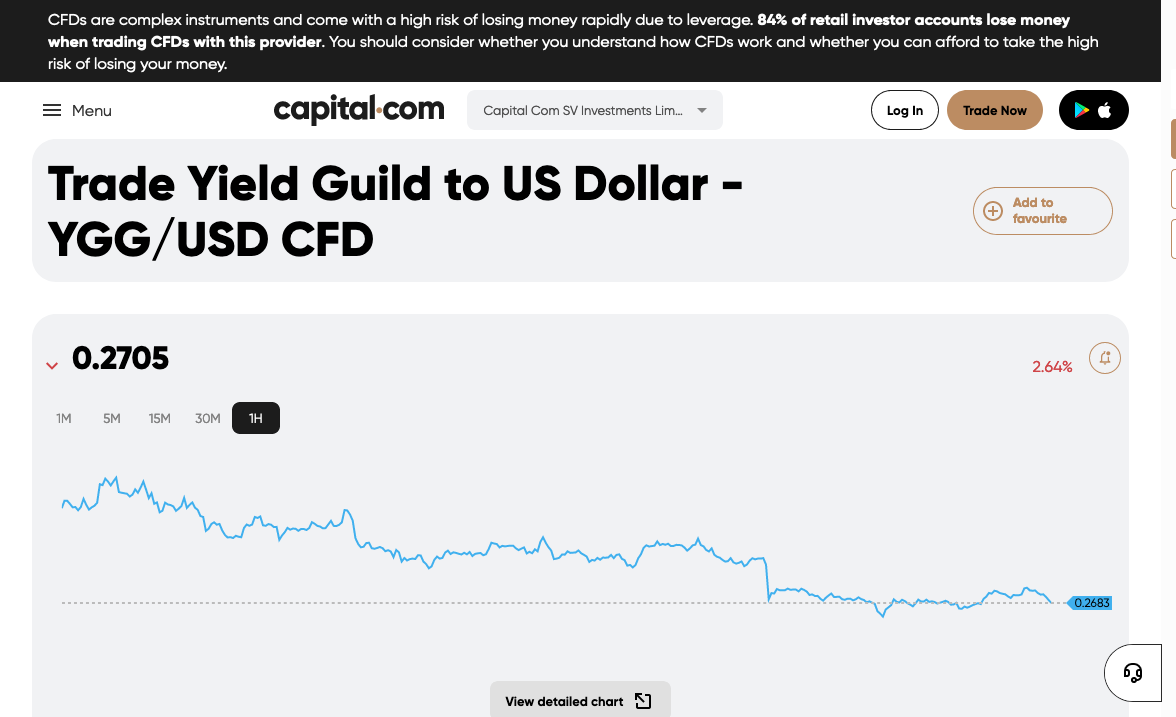 CFDs are complex instruments and come with a high risk of losing money rapidly due to leverage. 84% of retail investor accounts lose money
when trading CFDs with this provider. You should consider whether you understand how CFDs work and whether you can afford to take the high
risk of losing your money.
Menu
capital.com
Capital Com SV Investments Lim...
Log In
Trade Now
Trade Yield Guild to US Dollar -
YGG/USD CFD
Add to
favourite
0.2705
2.64%
1M
5M
15M
30M
1H
0.2683
View detailed chart